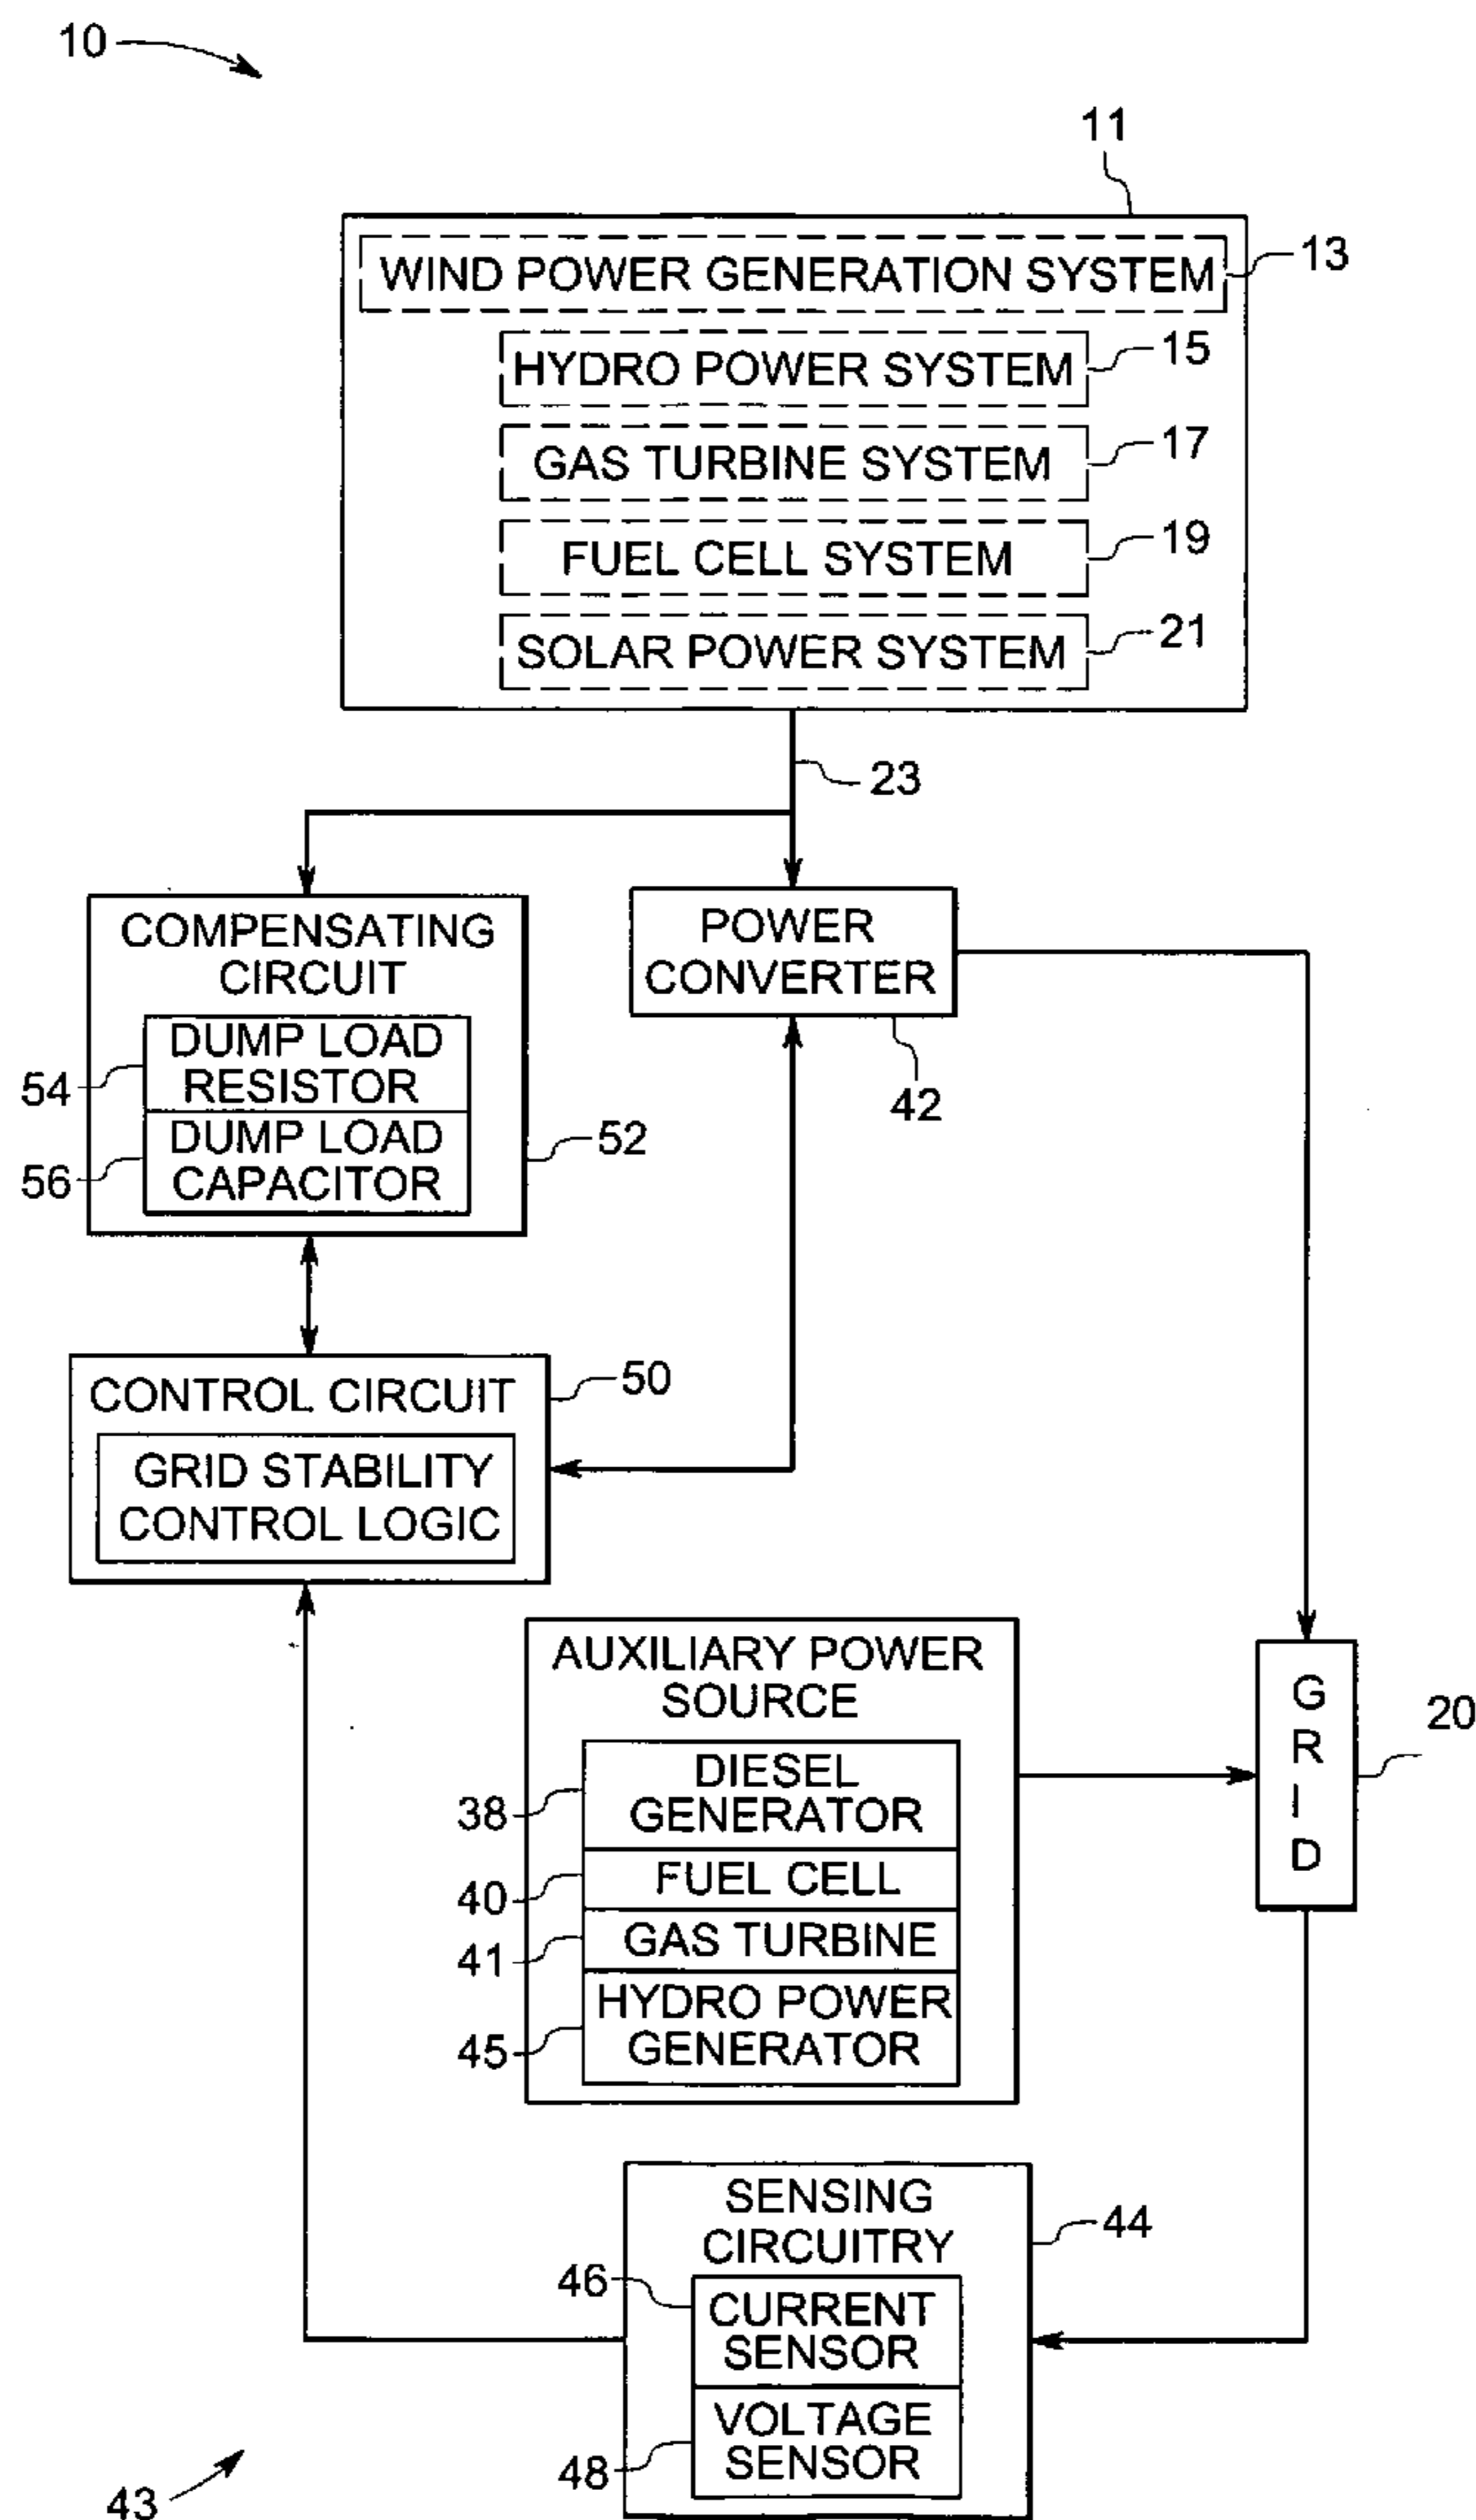 10
11
WIND POWER GENERATION SYSTEM
13
HYDRO POWER SYSTEM
15
GAS TURBINE SYSTEM
17
FUEL CELL SYSTEM
19
SOLAR POWER SYSTEM
21
23
COMPENSATING
CIRCUIT
DUMP LOAD
RESISTOR
54
DUMP LOAD
CAPACITOR
56
52
POWER
CONVERTER
42
CONTROL CIRCUIT
50
GRID STABILITY
CONTROL LOGIC
AUXILIARY POWER
SOURCE
DIESEL
GENERATOR
38
FUEL CELL
40
GAS TURBINE
41
HYDRO POWER
GENERATOR
45
GRID
20
SENSING
CIRCUITRY
44
46
CURRENT
SENSOR
VOLTAGE
SENSOR
48
43